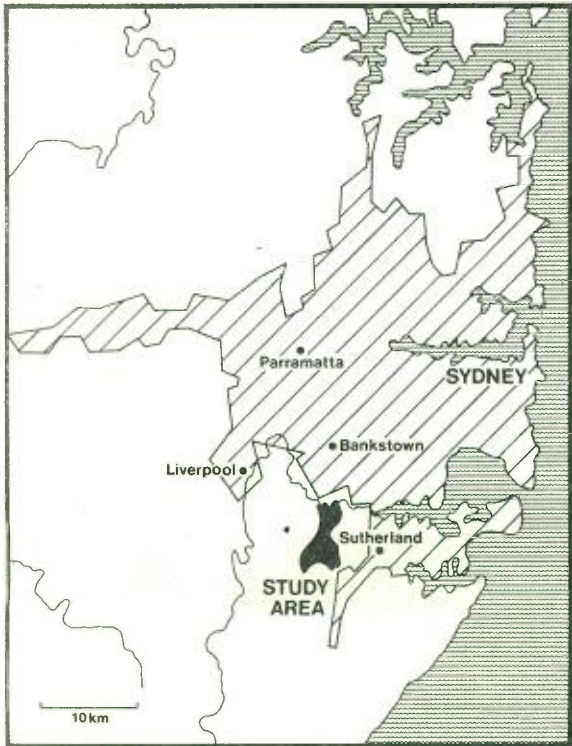 Parramatta
SYDNEY
Bankstown
Liverpool
Sutherland
STUDY
AREA
10 km